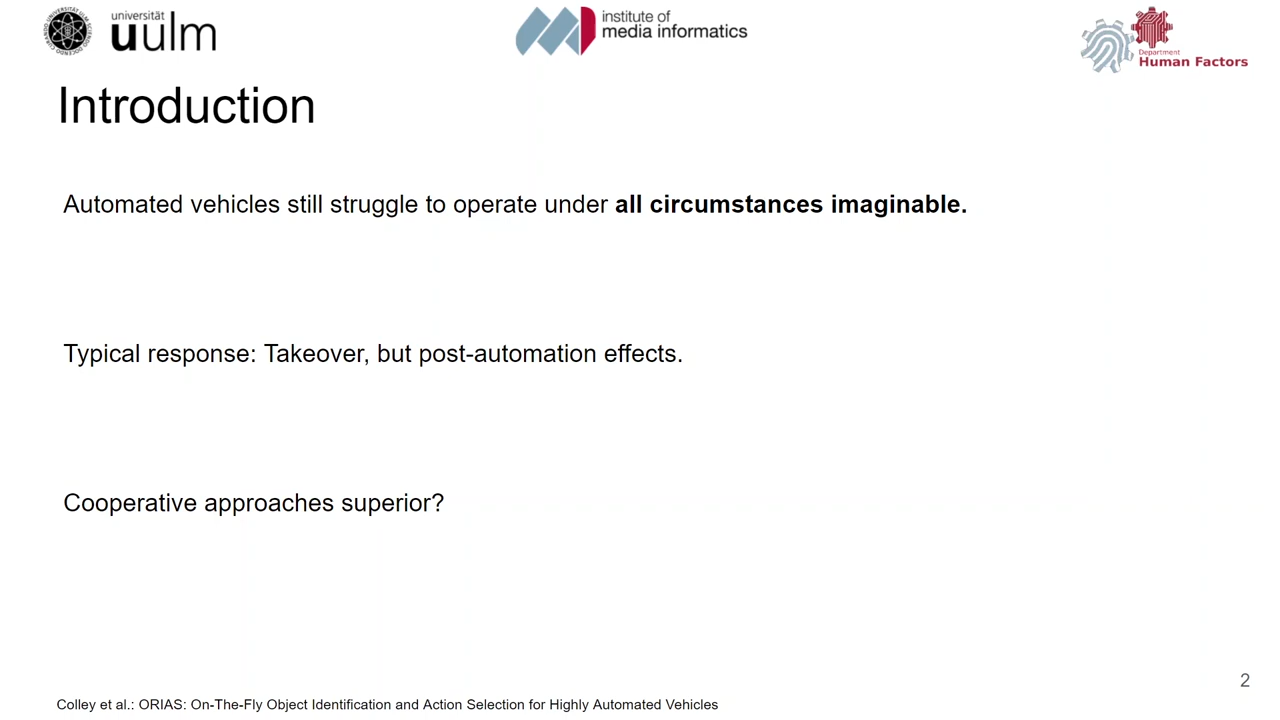 universität
uulm
institute of
media informatics
Department
Human Factors
Introduction
Automated vehicles still struggle to operate under all circumstances imaginable.
Typical response: Takeover, but post-automation effects.
Cooperative approaches superior?
2
Colley et al.: ORIAS: On-The-Fly Object Identification and Action Selection for Highly Automated Vehicles